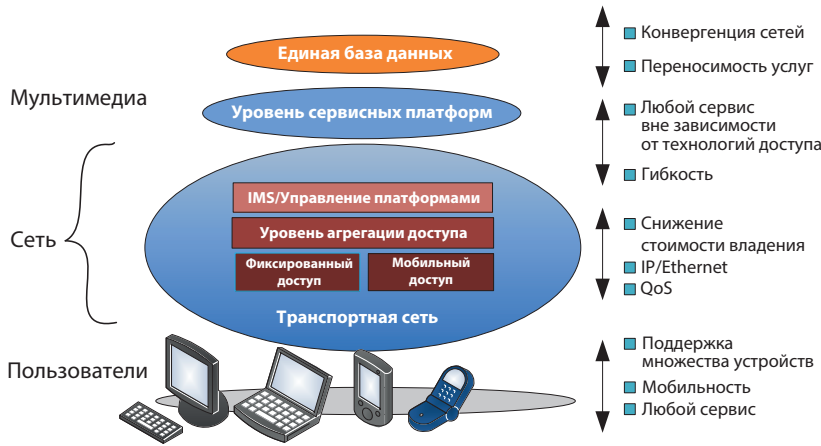 Мультимедиа
Сеть
Пользователи
Единая база данных
Уровень сервисных платформ
IMS/Управление платформами
Уровень агрегации доступа
Фиксированный
доступ
Мобильный
доступ
Транспортная сеть
Конвергенция сетей
Переносимость услуг
Любой сервис
вне зависимости
от технологий доступа
Гибкость
Снижение
стоимости владения
IP/Ethernet
QoS
Поддержка
множества устройств
Мобильность
Любой сервис